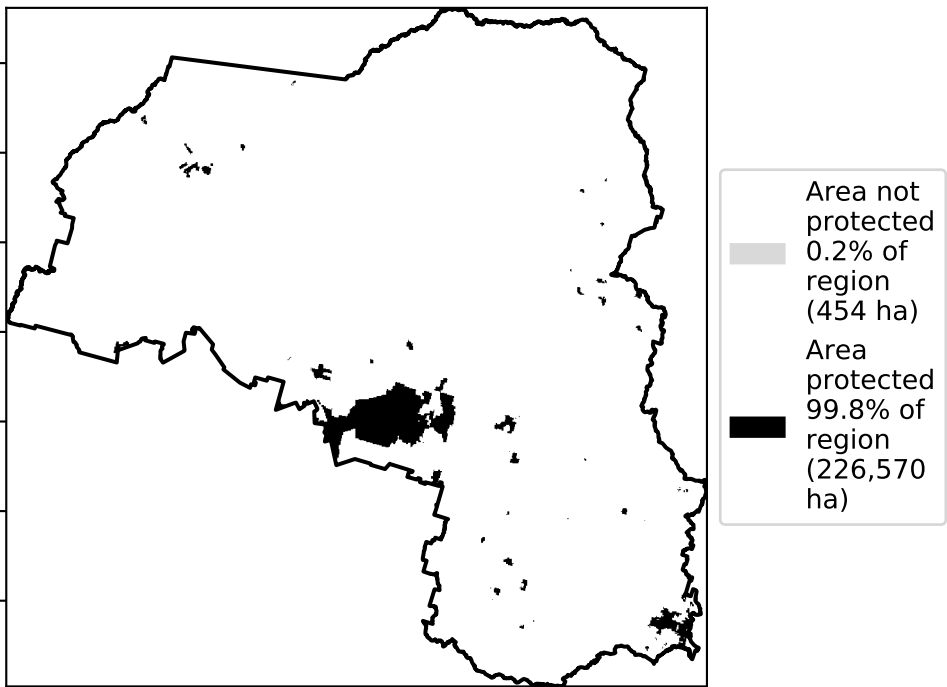 Area not
protected
0.2% of
region
(454 ha)
Area
protected
99.8% of
region
(226,570
ha)